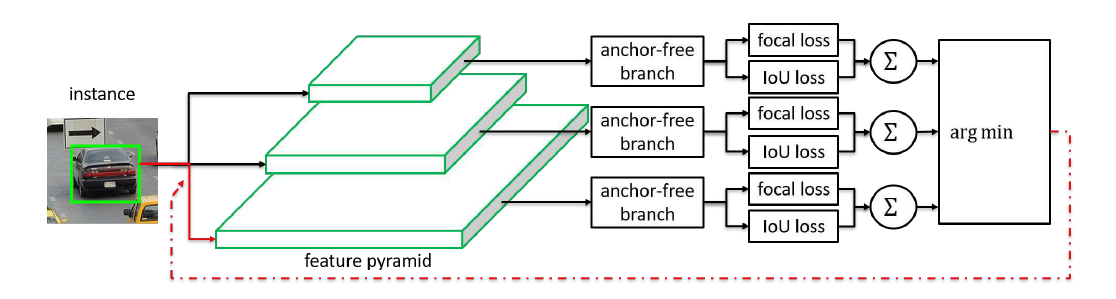 instance
feature pyramid
anchor-free
branch
focal loss
IoU loss
Σ
anchor-free
branch
focal loss
IoU loss
Σ
anchor-free
branch
focal loss
IoU loss
Σ
arg min